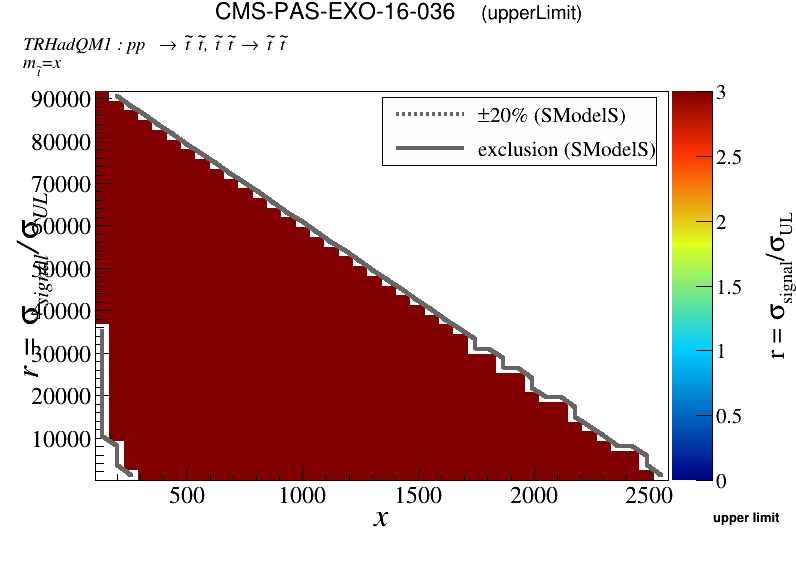 CMS-PAS-EXO-16-036 (upperLimit)
TRHadQM1 : pp → t̃ t̃, t̃ t̃ → t̃ t̃
m_t̃=x
±20% (SModelS)
exclusion (SModelS)
90000
80000
70000
60000
50000
40000
30000
20000
10000
r = σ_signal/σ_UL
500 1000 1500 2000 2500
x
3
2.5
2
1.5
1
0.5
0
r = σ_signal/σ_UL
upper limit